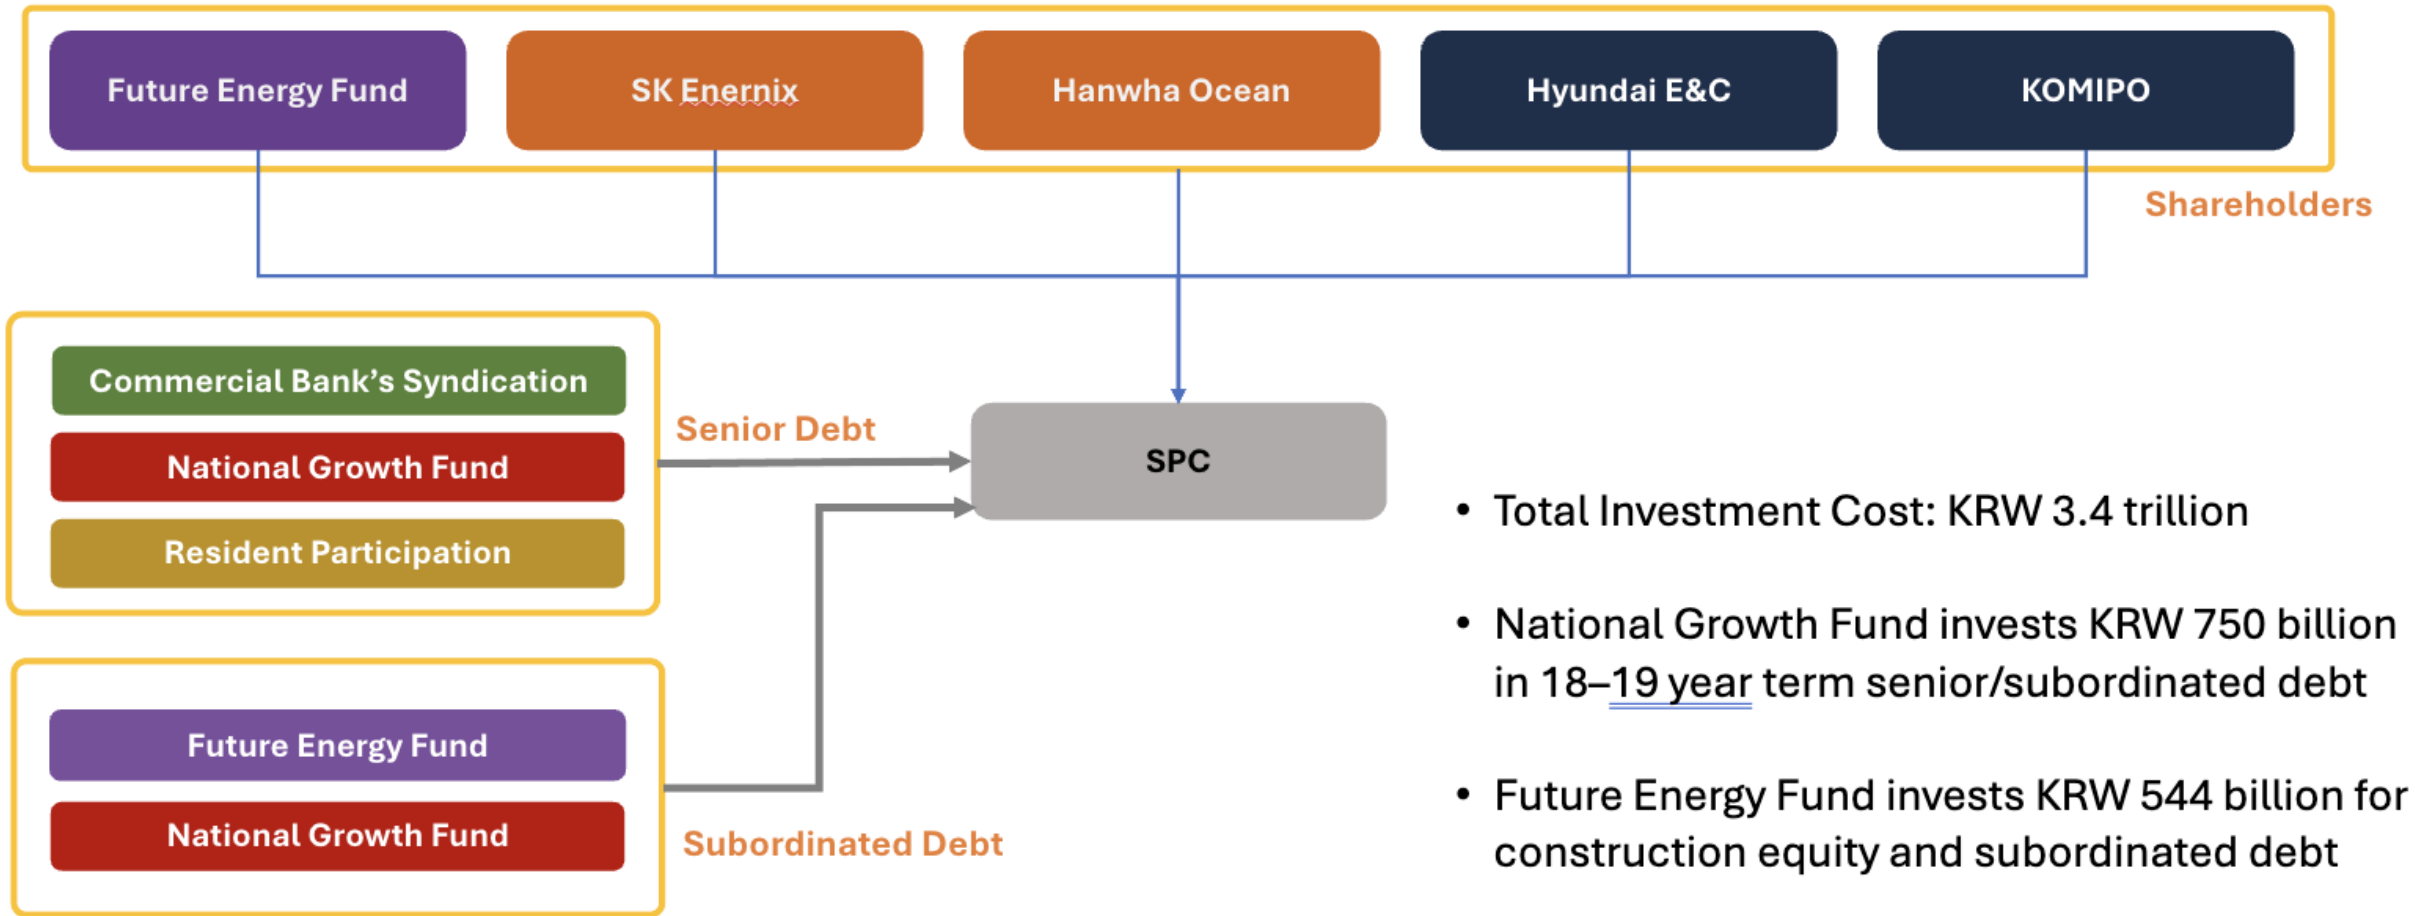 Future Energy Fund
SK Enernix
Hanwha Ocean
Hyundai E&C
KOMIPO
Shareholders
Commercial Bank's Syndication
National Growth Fund
Resident Participation
Senior Debt
SPC
Future Energy Fund
National Growth Fund
Subordinated Debt
• Total Investment Cost: KRW 3.4 trillion
• National Growth Fund invests KRW 750 billion
in 18–19 year term senior/subordinated debt
• Future Energy Fund invests KRW 544 billion for
construction equity and subordinated debt